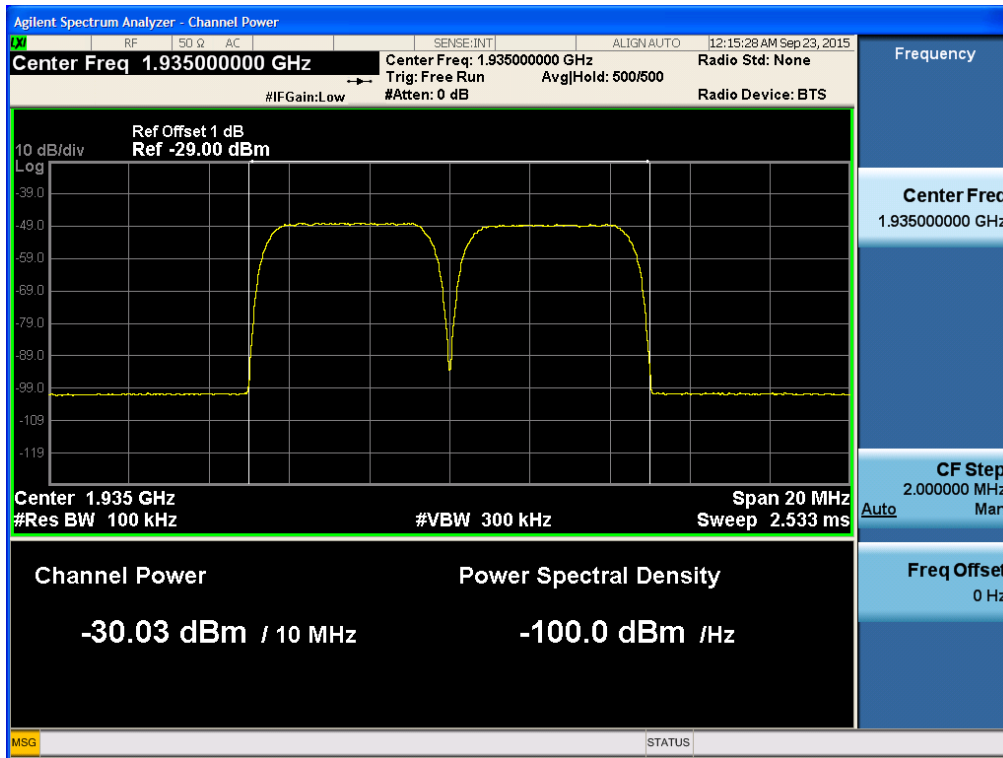 Agilent Spectrum Analyzer - Channel Power
LXI RF 50 Ω AC SENSE:INT ALIGN AUTO 12:15:28 AM Sep 23, 2015
Center Freq 1.935000000 GHz
Center Freq: 1.935000000 GHz
Radio Std: None
Trig: Free Run Avg|Hold: 500/500
#IFGain:Low
#Atten: 0 dB
Radio Device: BTS
Ref Offset 1 dB
10 dB/div Ref -29.00 dBm
Log
-39.0
-49.0
-59.0
-69.0
-79.0
-89.0
-99.0
-109
-119
Center 1.935 GHz Span 20 MHz
#Res BW 100 kHz #VBW 300 kHz Sweep 2.533 ms
Channel Power Power Spectral Density
-30.03 dBm / 10 MHz -100.0 dBm /Hz
MSG STATUS
Frequency
Center Freq
1.935000000 GHz
CF Step
2.000000 MHz
Auto Man
Freq Offset
0 Hz